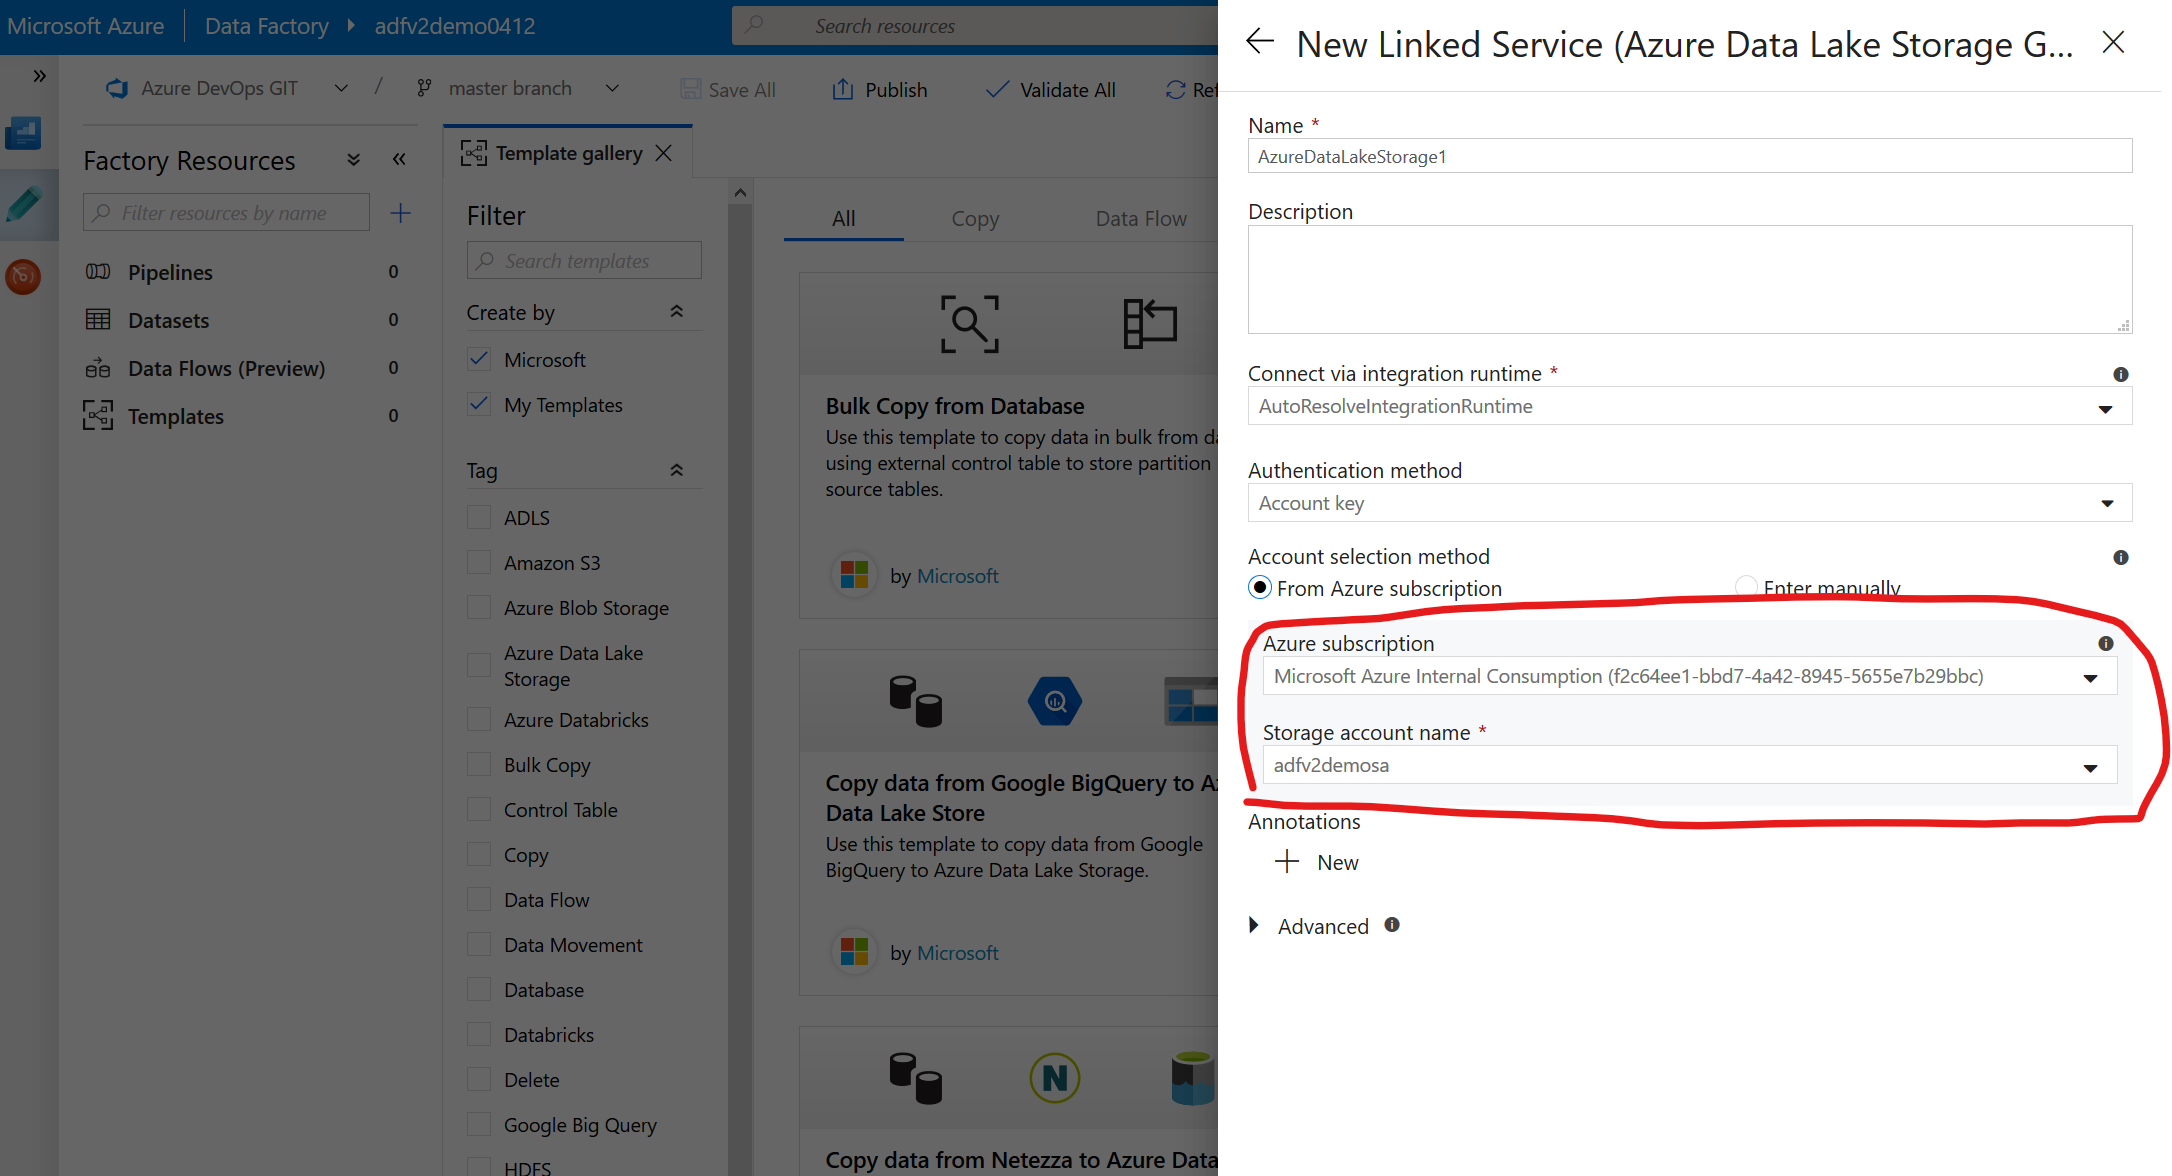 Microsoft Azure
Data Factory
adfv2demo0412
Search resources
Azure DevOps GIT
/
master branch
Save All
Publish
Validate All
Factory Resources
Filter resources by name
Pipelines 0
Datasets 0
Data Flows (Preview) 0
Templates 0
Template gallery
Filter
Search templates
Create by
Microsoft
My Templates
Tag
ADLS
Amazon S3
Azure Blob Storage
Azure Data Lake
Storage
Azure Databricks
Bulk Copy
Control Table
Copy
Data Flow
Data Movement
Database
Databricks
Delete
Google Big Query
HDFS
All
Copy
Data Flow
Bulk Copy from Database
Use this template to copy data in bulk from
using external control table to store partition
source tables.
by Microsoft
Copy data from Google BigQuery to
Data Lake Store
Use this template to copy data from Google
BigQuery to Azure Data Lake Storage.
by Microsoft
N
Copy data from Netezza to Azure Data
New Linked Service (Azure Data Lake Storage G...
Name *
AzureDataLakeStorage1
Description
Connect via integration runtime *
AutoResolveIntegrationRuntime
Authentication method
Account key
Account selection method
From Azure subscription
Enter manually
Azure subscription
Microsoft Azure Internal Consumption (f2c64ee1-bbd7-4a42-8945-5655e7b29bbc)
Storage account name *
adfv2demosa
Annotations
New
Advanced